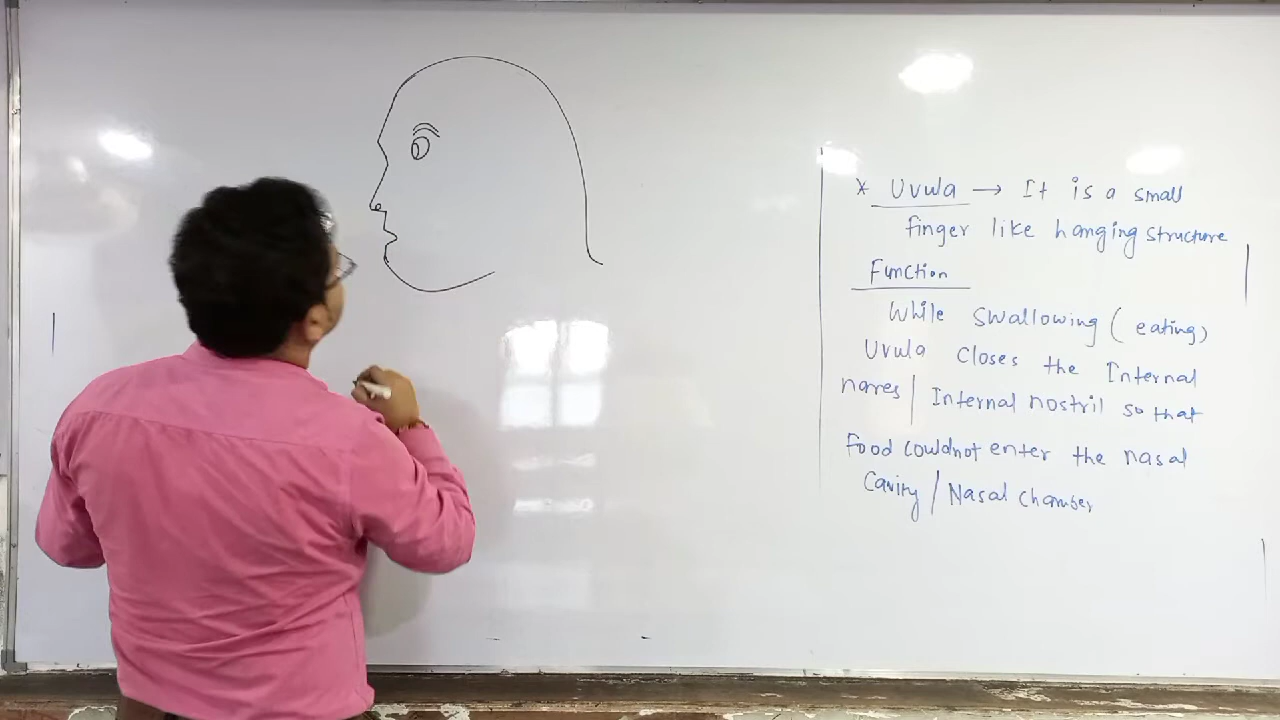 * Uvula → It is a small
finger like hanging structure
Function
While swallowing (eating)
Uvula closes the Internal
nares / Internal nostril so that
Food couldnot enter the nasal
Cavity / Nasal chamber